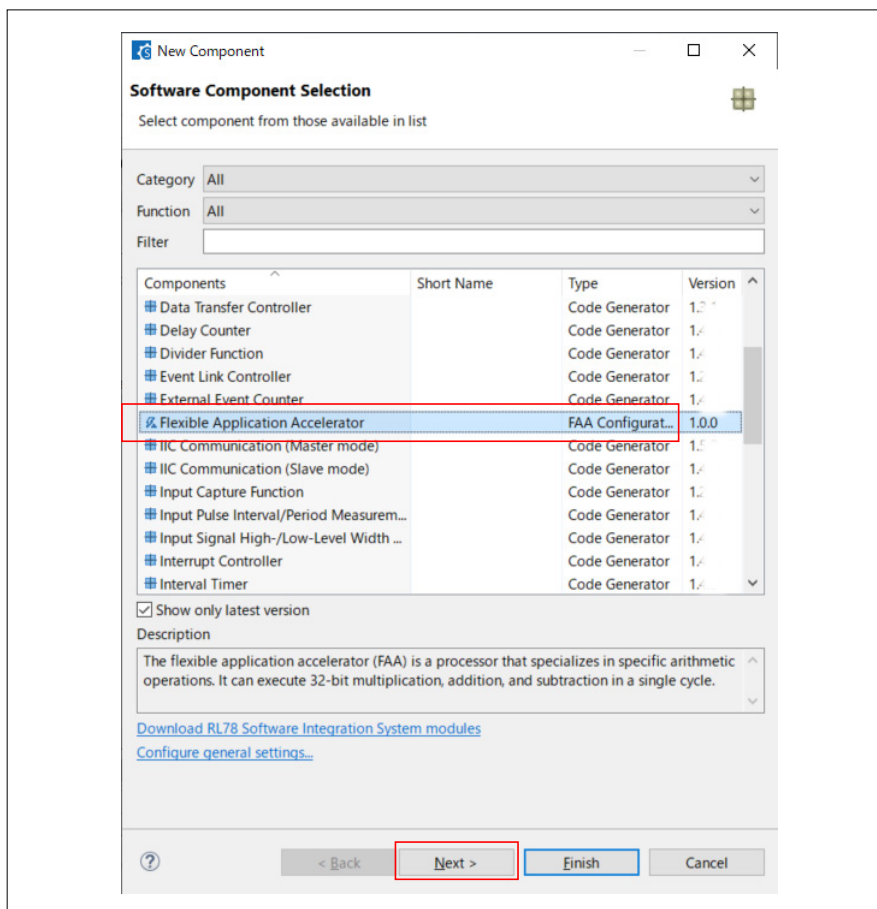 New Component
Software Component Selection
Select component from those available in list
Category All
Function All
Filter
Components Short Name Type Version
Data Transfer Controller Code Generator
Delay Counter Code Generator
Divider Function Code Generator
Event Link Controller Code Generator
External Event Counter Code Generator
Flexible Application Accelerator FAA Configurat... 1.0.0
IIC Communication (Master mode) Code Generator
IIC Communication (Slave mode) Code Generator
Input Capture Function Code Generator
Input Pulse Interval/Period Measurem... Code Generator
Input Signal High-/Low-Level Width ... Code Generator
Interrupt Controller Code Generator
Interval Timer Code Generator
Show only latest version
Description
The flexible application accelerator (FAA) is a processor that specializes in specific arithmetic
operations. It can execute 32-bit multiplication, addition, and subtraction in a single cycle.
Download RL78 Software Integration System modules
Configure general settings...
? < Back Next > Finish Cancel